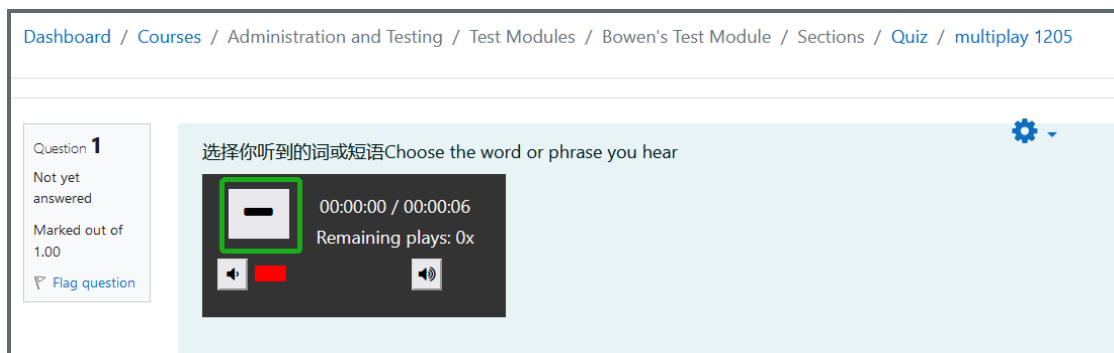 Dashboard / Courses / Administration and Testing / Test Modules / Bowen's Test Module / Sections / Quiz / multiplay 1205
Question 1
Not yet
answered
Marked out of
1.00
Flag question
选择你听到的词或短语Choose the word or phrase you hear
00:00:00 / 00:00:06
Remaining plays: 0x